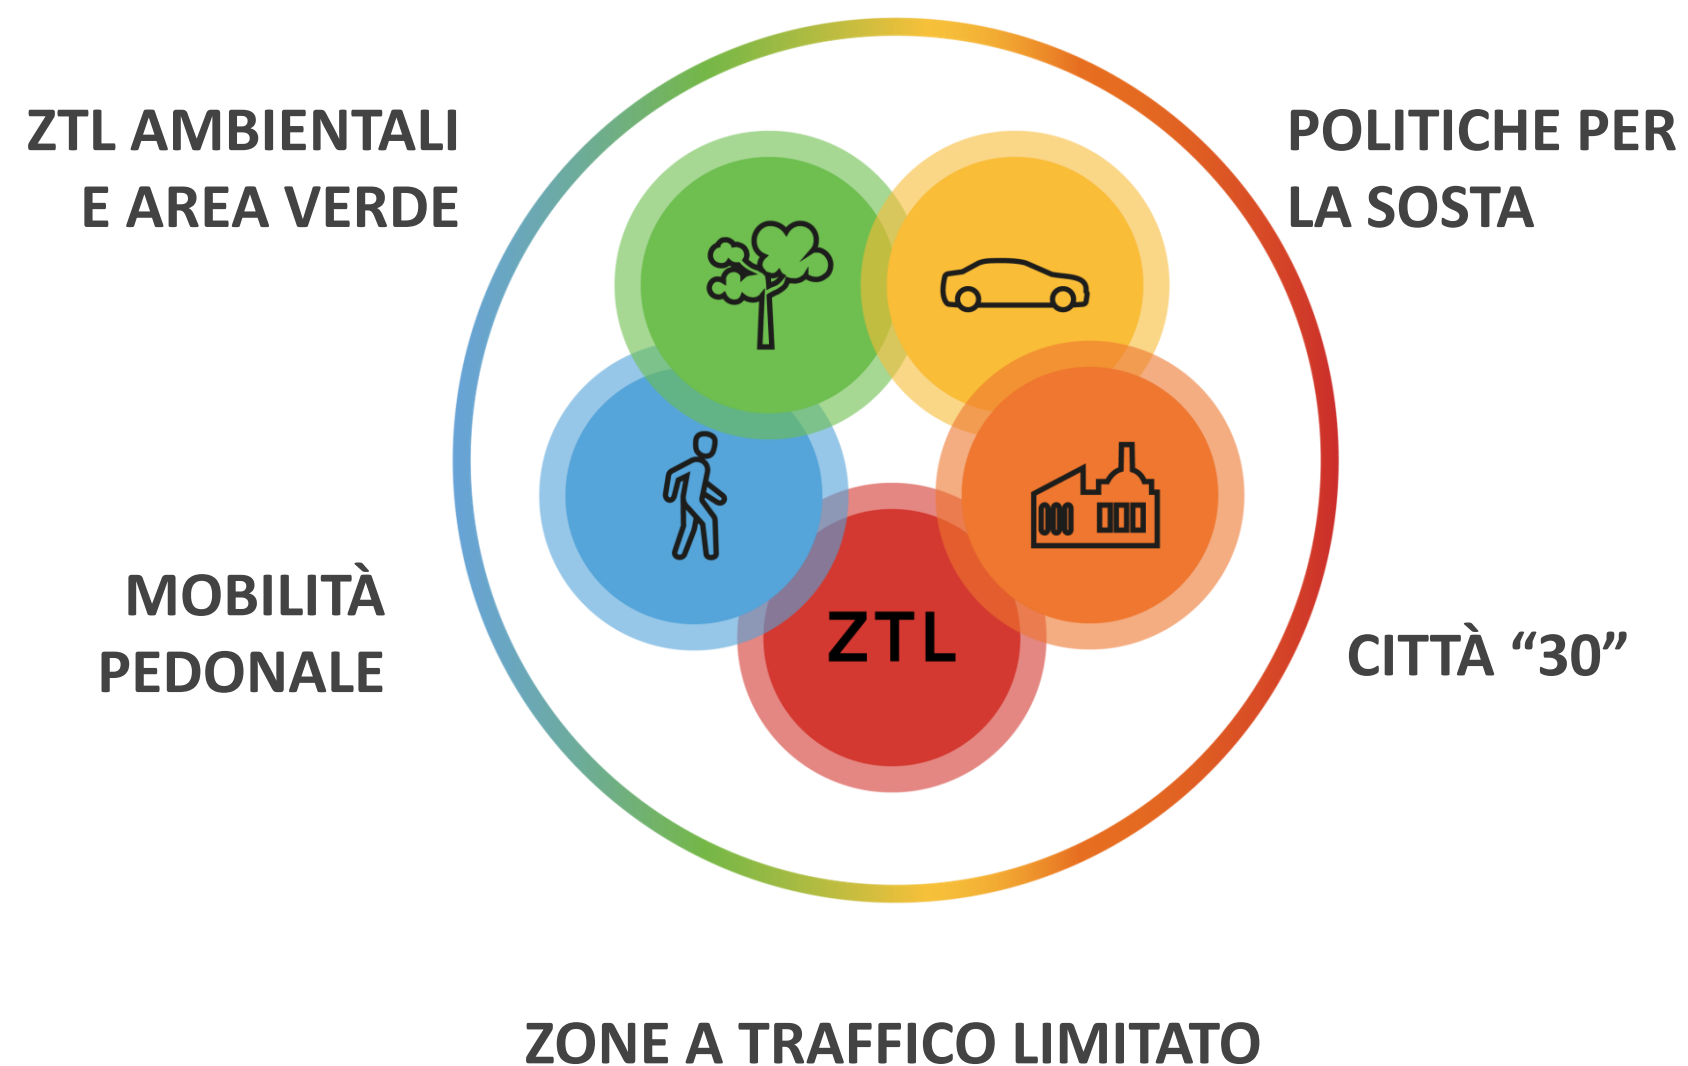 ZTL AMBIENTALI
E AREA VERDE
POLITICHE PER
LA SOSTA
MOBILITÀ
PEDONALE
ZTL
CITTÀ “30”
ZONE A TRAFFICO LIMITATO